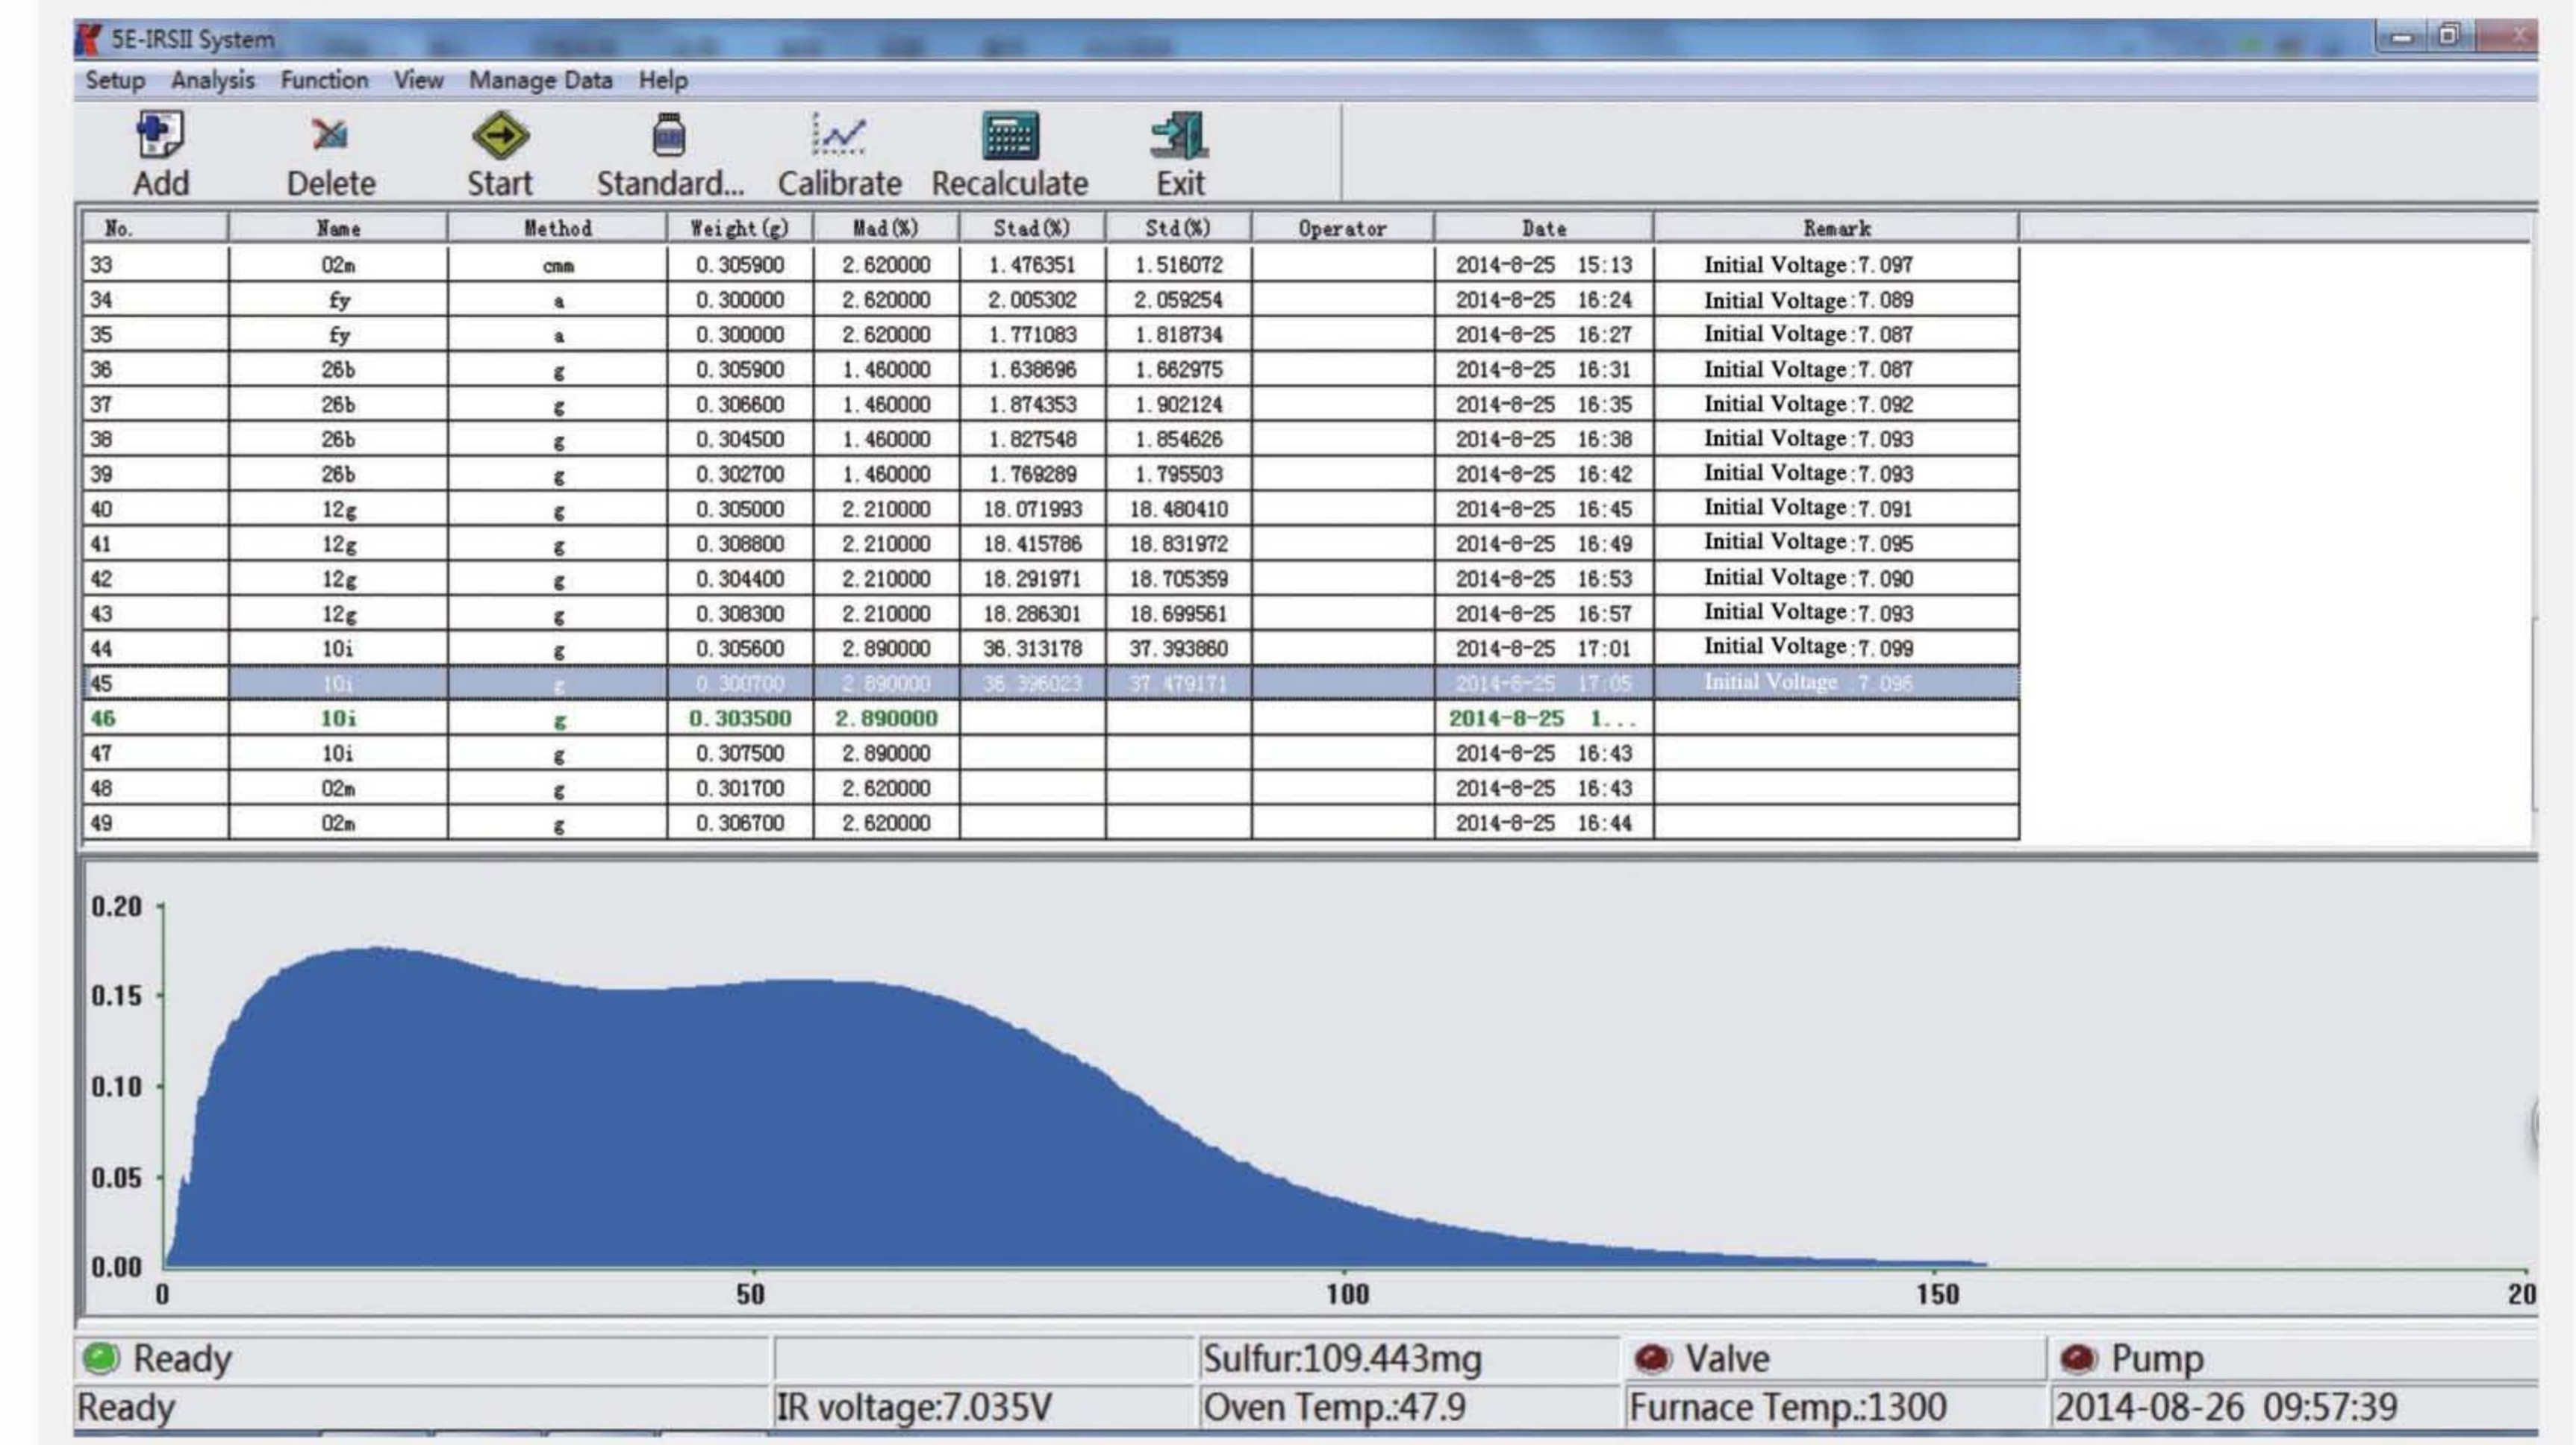 5E-IRSII System
Setup Analysis Function View Manage Data Help
Add Delete Start Standard... Calibrate Recalculate Exit
No. Name Method Weight(g) Mad(%) Stad(%) Std(%) Operator Date Remark
33 02m cmm 0.305900 2.620000 1.476351 1.516072 2014-8-25 15:13 Initial Voltage:7.097
34 fy a 0.300000 2.620000 2.005302 2.059254 2014-8-25 16:24 Initial Voltage:7.089
35 fy a 0.300000 2.620000 1.771083 1.818734 2014-8-25 16:27 Initial Voltage:7.087
36 26b g 0.305900 1.460000 1.638696 1.662975 2014-8-25 16:31 Initial Voltage:7.087
37 26b g 0.306600 1.460000 1.874353 1.902124 2014-8-25 16:35 Initial Voltage:7.092
38 26b g 0.304500 1.460000 1.827548 1.854626 2014-8-25 16:38 Initial Voltage:7.093
39 26b g 0.302700 1.460000 1.769289 1.795503 2014-8-25 16:42 Initial Voltage:7.093
40 12g g 0.305000 2.210000 18.071993 18.480410 2014-8-25 16:45 Initial Voltage:7.091
41 12g g 0.308800 2.210000 18.415786 18.831972 2014-8-25 16:49 Initial Voltage:7.095
42 12g g 0.304400 2.210000 18.291971 18.705359 2014-8-25 16:53 Initial Voltage:7.090
43 12g g 0.308300 2.210000 18.286301 18.699561 2014-8-25 16:57 Initial Voltage:7.093
44 10i g 0.305600 2.890000 36.313178 37.393860 2014-8-25 17:01 Initial Voltage:7.099
45 10i g 0.300700 2.890000 36.396023 37.479171 2014-8-25 17:05 Initial Voltage 7.096
46 10i g 0.303500 2.890000 2014-8-25 1...
47 10i g 0.307500 2.890000 2014-8-25 16:43
48 02m g 0.301700 2.620000 2014-8-25 16:43
49 02m g 0.306700 2.620000 2014-8-25 16:44
0.20
0.15
0.10
0.05
0.00
0 50 100 150 20
Ready Sulfur:109.443mg Valve Pump
Ready IR voltage:7.035V Oven Temp.:47.9 Furnace Temp.:1300 2014-08-26 09:57:39